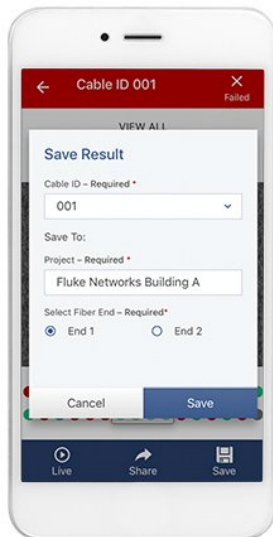 Cable ID 001
Failed
VIEW ALL
Save Result
Cable ID – Required *
001
Save To:
Project – Required *
Fluke Networks Building A
Select Fiber End – Required*
End 1 End 2
Cancel Save
Live Share Save